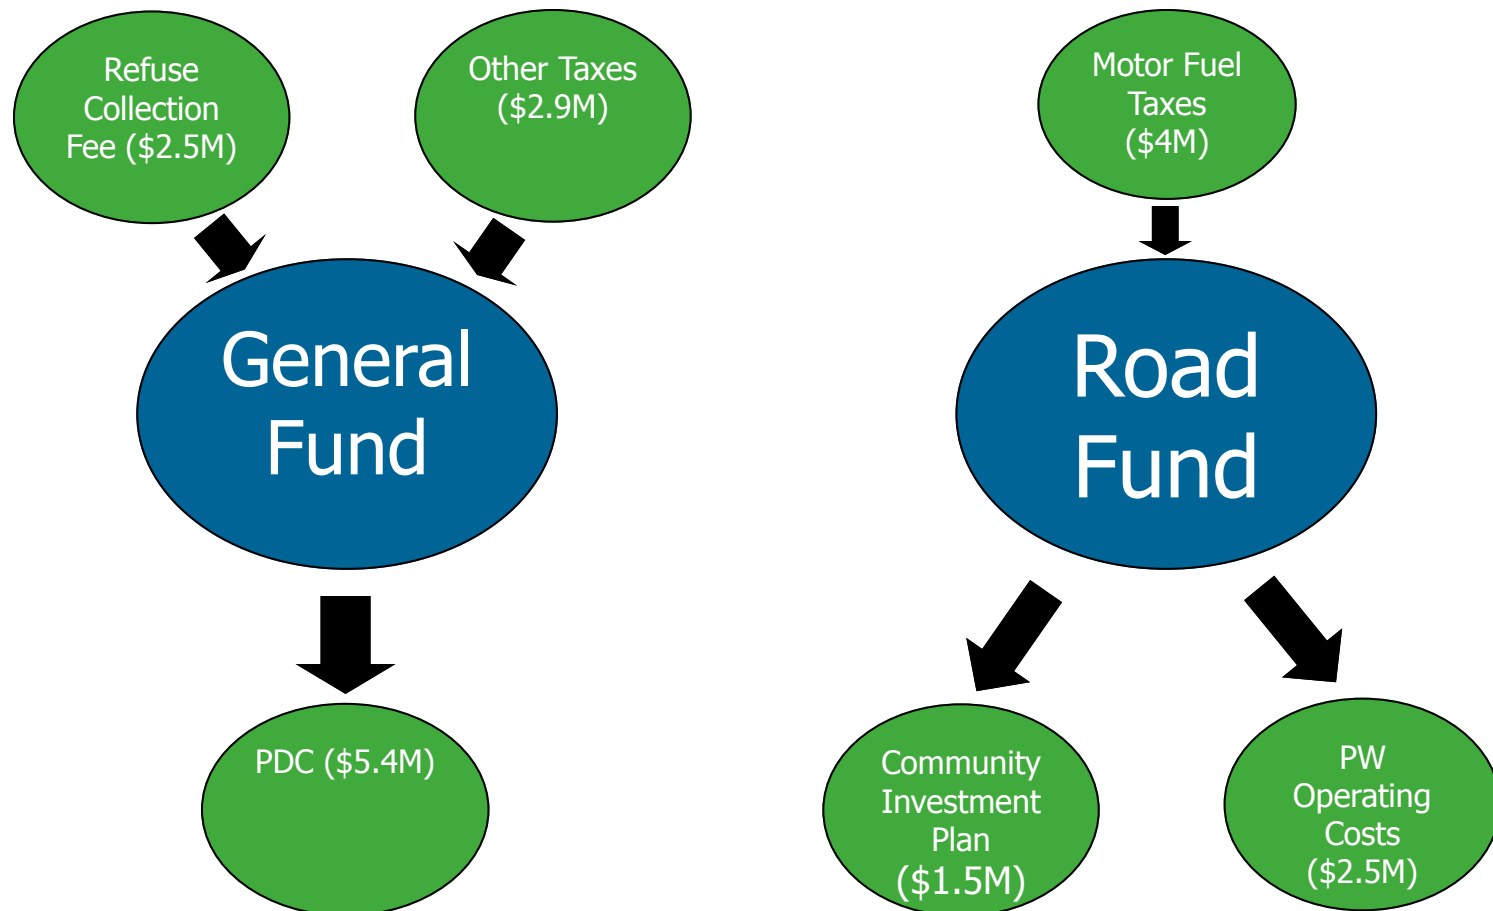 Refuse
Collection
Fee ($2.5M)
Other Taxes
($2.9M)
General
Fund
PDC ($5.4M)
Motor Fuel
Taxes
($4M)
Road
Fund
Community
Investment
Plan
($1.5M)
PW
Operating
Costs
($2.5M)